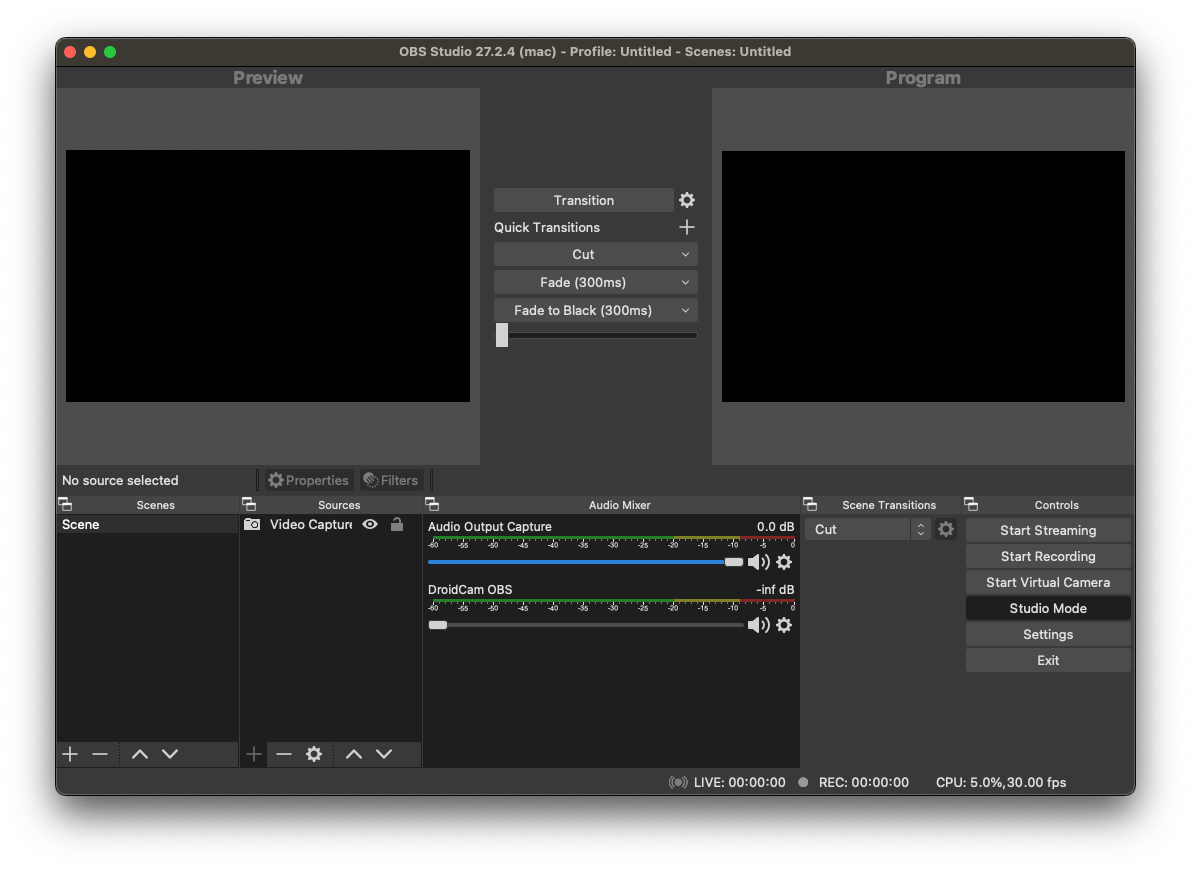 OBS Studio 27.2.4 (mac) - Profile: Untitled - Scenes: Untitled
Preview
Program
Transition
Quick Transitions
Cut
Fade (300ms)
Fade to Black (300ms)
No source selected
Properties
Filters
Scenes
Sources
Audio Mixer
Scene Transitions
Controls
Scene
Video Capture
Audio Output Capture 0.0 dB
-60 -55 -50 -45 -40 -35 -30 -25 -20 -15 -10 -5 0
DroidCam OBS -inf dB
-60 -55 -50 -45 -40 -35 -30 -25 -20 -15 -10 -5 0
Cut
Start Streaming
Start Recording
Start Virtual Camera
Studio Mode
Settings
Exit
LIVE: 00:00:00
REC: 00:00:00
CPU: 5.0%,30.00 fps